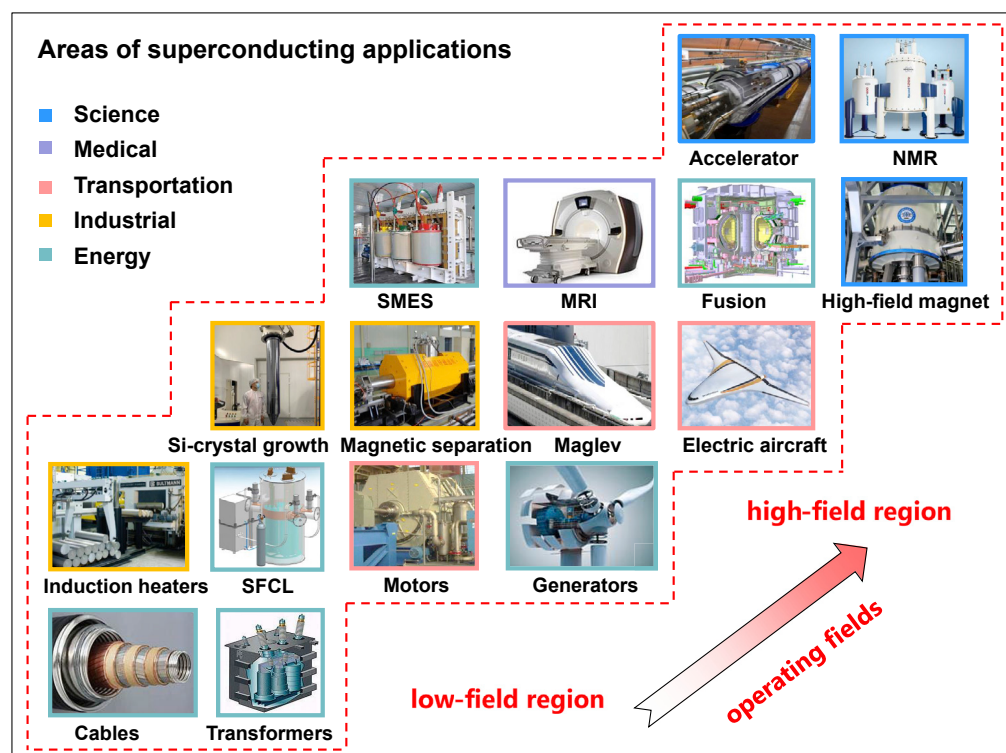 Areas of superconducting applications
Science
Medical
Transportation
Industrial
Energy
Accelerator
NMR
SMES
MRI
Fusion
High-field magnet
Si-crystal growth
Magnetic separation
Maglev
Electric aircraft
BULTMANN
Induction heaters
SFCL
Motors
Generators
high-field region
operating fields
low-field region
Cables
Transformers